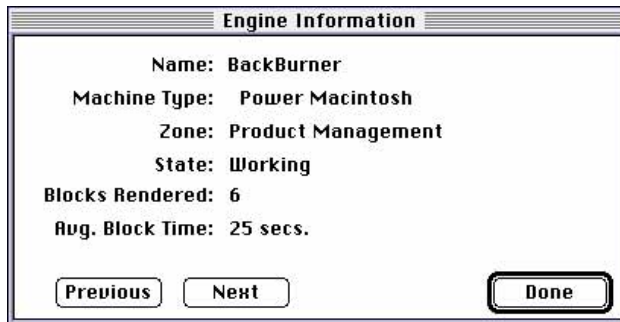 Engine Information
Name: BackBurner
Machine Type: Power Macintosh
Zone: Product Management
State: Working
Blocks Rendered: 6
Avg. Block Time: 25 secs.
Previous Next Done